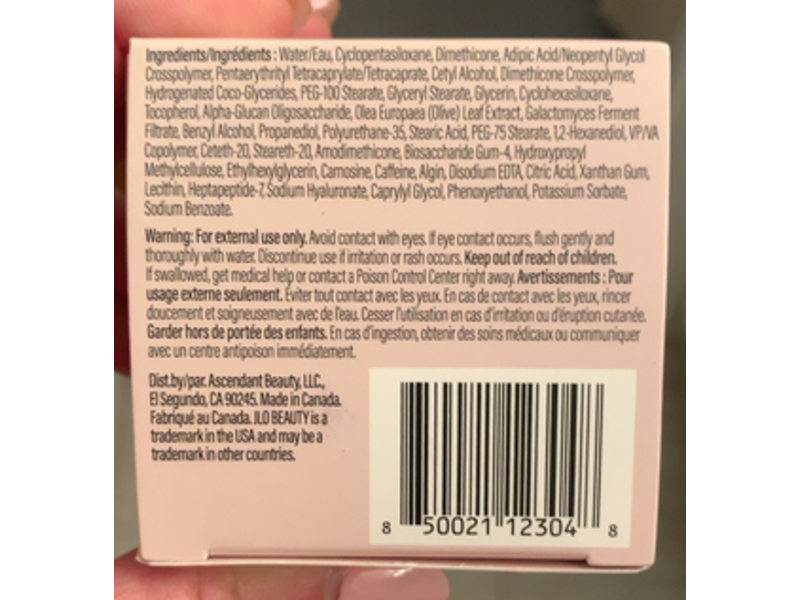 Ingredients/Ingrédients : Water/Eau, Cyclopentasiloxane, Dimethicone, Adipic Acid/Neopentyl Glycol
Crosspolymer, Pentaerythrityl Tetracaprylate/Tetracaprate, Cetyl Alcohol, Dimethicone Crosspolymer,
Hydrogenated Coco-Glycerides, PEG-100 Stearate, Glyceryl Stearate, Glycerin, Cyclohexasiloxane,
Tocopherol, Alpha-Glucan Oligosaccharide, Olea Europaea (Olive) Leaf Extract, Galactomyces Ferment
Filtrate, Benzyl Alcohol, Propanediol, Polyurethane-35, Stearic Acid, PEG-75 Stearate, 1,2-Hexanediol, VP/VA
Copolymer, Ceteth-20, Steareth-20, Amodimethicone, Biosaccharide Gum-4, Hydroxypropyl
Methylcellulose, Ethylhexylglycerin, Carnosine, Caffeine, Algin, Disodium EDTA, Citric Acid, Xanthan Gum,
Lecithin, Heptapeptide-7, Sodium Hyaluronate, Caprylyl Glycol, Phenoxyethanol, Potassium Sorbate,
Sodium Benzoate.
Warning: For external use only. Avoid contact with eyes. If eye contact occurs, flush gently and
thoroughly with water. Discontinue use if irritation or rash occurs. Keep out of reach of children.
If swallowed, get medical help or contact a Poison Control Center right away. Avertissements : Pour
usage externe seulement. Éviter tout contact avec les yeux. En cas de contact avec les yeux, rincer
doucement et soigneusement avec de l'eau. Cesser l'utilisation en cas d'irritation ou d'éruption cutanée.
Garder hors de portée des enfants. En cas d'ingestion, obtenir des soins médicaux ou communiquer
avec un centre antipoison immédiatement.
Dist.by/par. Ascendant Beauty, LLC.,
El Segundo, CA 90245. Made in Canada.
Fabriqué au Canada. JLO BEAUTY is a
trademark in the USA and may be a
trademark in other countries.
8 50021 12304 8